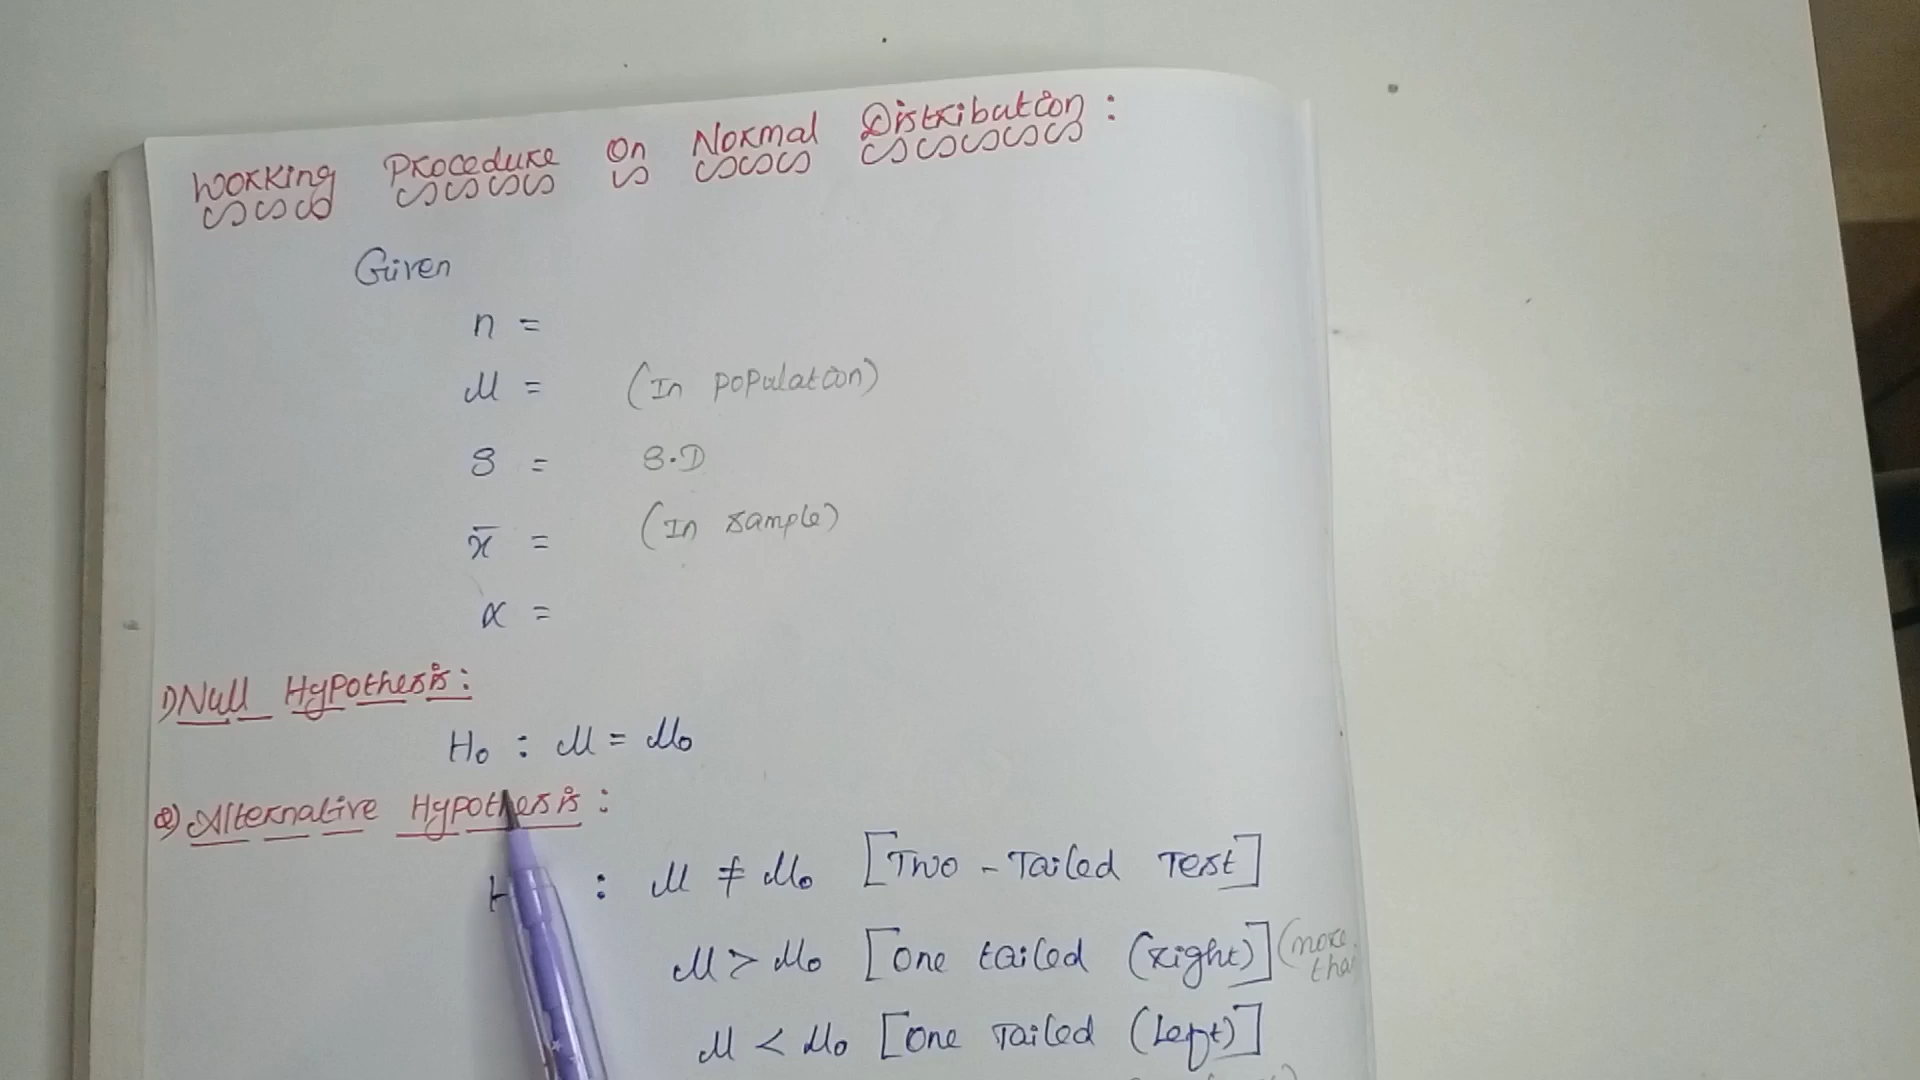 Working Procedure On Normal Distribution:
Given
n =
μ = (In population)
S = S.D
x̄ = (In sample)
α =
1) Null Hypothesis:
H₀ : μ = μ₀
2) Alternative Hypothesis:
: μ ≠ μ₀ [Two - Tailed Test]
μ > μ₀ [One tailed (right)] (more
μ < μ₀ [One Tailed (Left)]